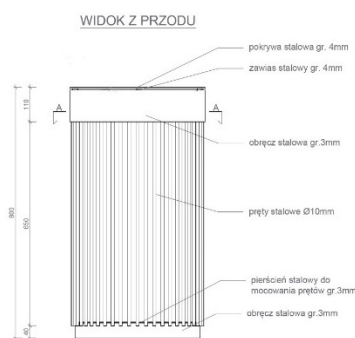 WIDOK Z PRZODU
pokrywa stalowa gr. 4mm
zawias stalowy gr. 4mm
A
A
110
obręcz stalowa gr.3mm
800
650
pręty stalowe Ø10mm
pierścień stalowy do
mocowania prętów gr.3mm
obręcz stalowa gr.3mm
40